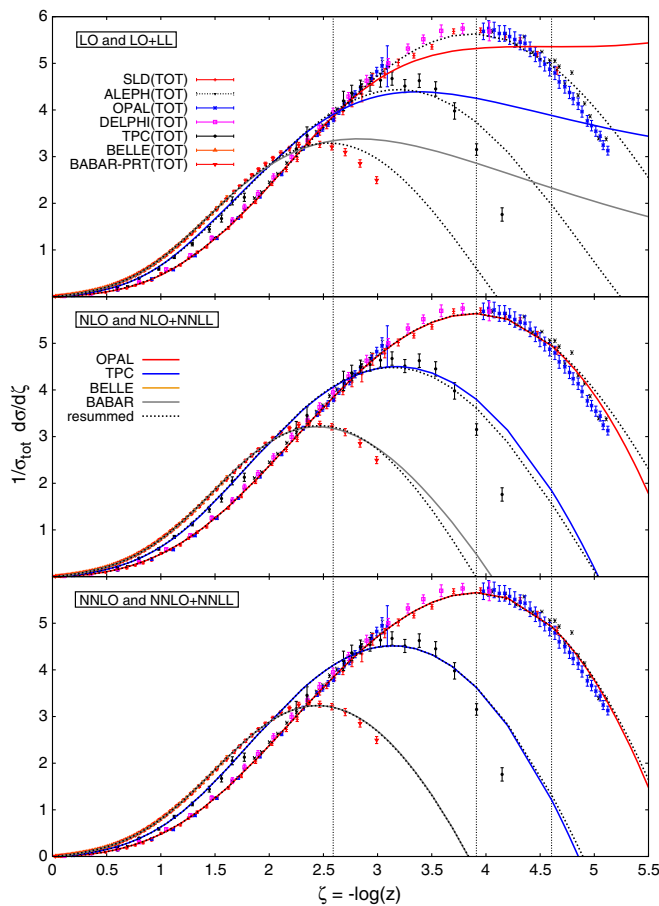 LO and LO+LL
SLD(TOT)
ALEPH(TOT)
OPAL(TOT)
DELPHI(TOT)
TPC(TOT)
BELLE(TOT)
BABAR-PRT(TOT)
5
4
3
2
1
NLO and NLO+NNLL
OPAL
TPC
BELLE
BABAR
resummed
5
4
3
2
1
1/σtot dσ/dζ
NNLO and NNLO+NNLL
5
4
3
2
1
0
0 0.5 1 1.5 2 2.5 3 3.5 4 4.5 5 5.5
ζ = -log(z)